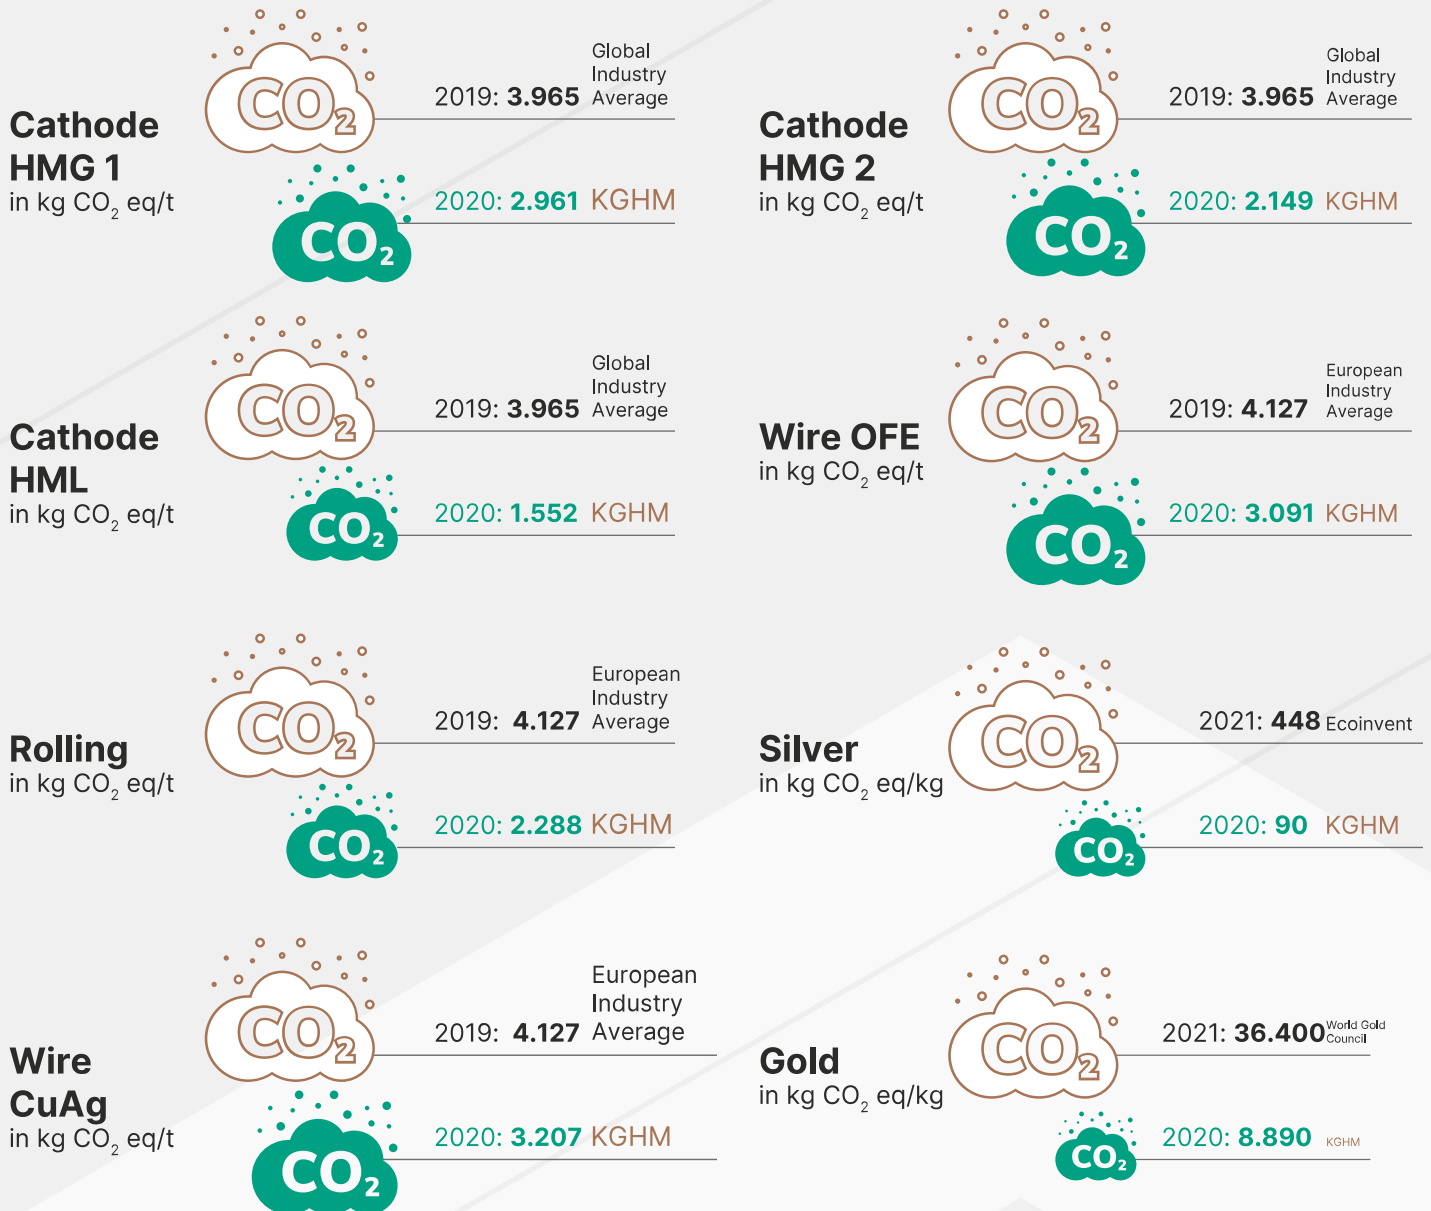 Cathode
HMG 1
in kg CO₂ eq/t
CO₂
2019: 3.965 Global
Industry
Average
CO₂
2020: 2.961 KGHM
Cathode
HMG 2
in kg CO₂ eq/t
CO₂
2019: 3.965 Global
Industry
Average
CO₂
2020: 2.149 KGHM
Cathode
HML
in kg CO₂ eq/t
CO₂
2019: 3.965 Global
Industry
Average
CO₂
2020: 1.552 KGHM
Wire OFE
in kg CO₂ eq/t
CO₂
2019: 4.127 European
Industry
Average
CO₂
2020: 3.091 KGHM
Rolling
in kg CO₂ eq/t
CO₂
2019: 4.127 European
Industry
Average
CO₂
2020: 2.288 KGHM
Silver
in kg CO₂ eq/kg
CO₂
2021: 448 Ecoinvent
CO₂
2020: 90 KGHM
Wire
CuAg
in kg CO₂ eq/t
CO₂
2019: 4.127 European
Industry
Average
CO₂
2020: 3.207 KGHM
Gold
in kg CO₂ eq/kg
CO₂
2021: 36.400 World Gold
Council
CO₂
2020: 8.890 KGHM